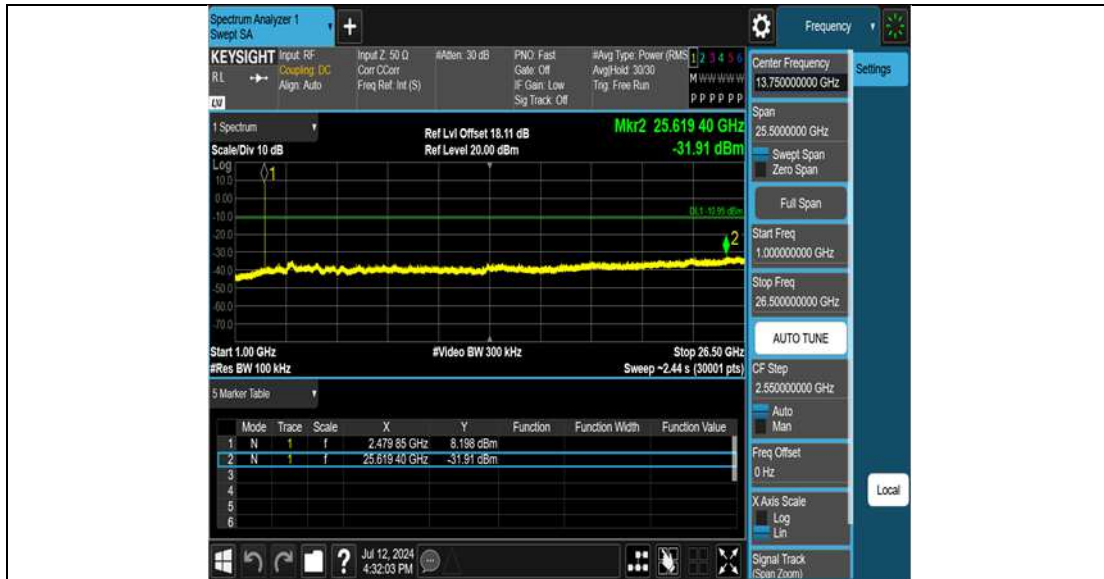 Spectrum Analyzer 1
Swept SA
+
Frequency
KEYSIGHT Input: RF Input Z: 50 Ω #Atten: 30 dB PNO: Fast #Avg Type: Power (RMS 1 2 3 4 5 6
RL Coupling: DC Corr CCorr Gate: Off Avg|Hold: 30/30 M W W W W W
Align: Auto Freq Ref: Int (S) IF Gain: Low Trig: Free Run
Sig Track: Off P P P P P P
LXI
1 Spectrum
Ref Lvl Offset 18.11 dB Mkr2 25.619 40 GHz
Scale/Div 10 dB Ref Level 20.00 dBm -31.91 dBm
Log
1
10.0
0.00
-10.0
DL1 -10.95 dBm
-20.0
2
-30.0
-40.0
-50.0
-60.0
-70.0
Start 1.00 GHz #Video BW 300 kHz Stop 26.50 GHz
#Res BW 100 kHz Sweep ~2.44 s (30001 pts)
5 Marker Table
Mode Trace Scale X Y Function Function Width Function Value
1 N 1 f 2.479 85 GHz 8.198 dBm
2 N 1 f 25.619 40 GHz -31.91 dBm
3
4
5
6
?
Jul 12, 2024
4:32:03 PM
Center Frequency
13.750000000 GHz
Settings
Span
25.5000000 GHz
Swept Span
Zero Span
Full Span
Start Freq
1.000000000 GHz
Stop Freq
26.500000000 GHz
AUTO TUNE
CF Step
2.550000000 GHz
Auto
Man
Freq Offset
0 Hz
Local
X Axis Scale
Log
Lin
Signal Track
(Span Zoom)